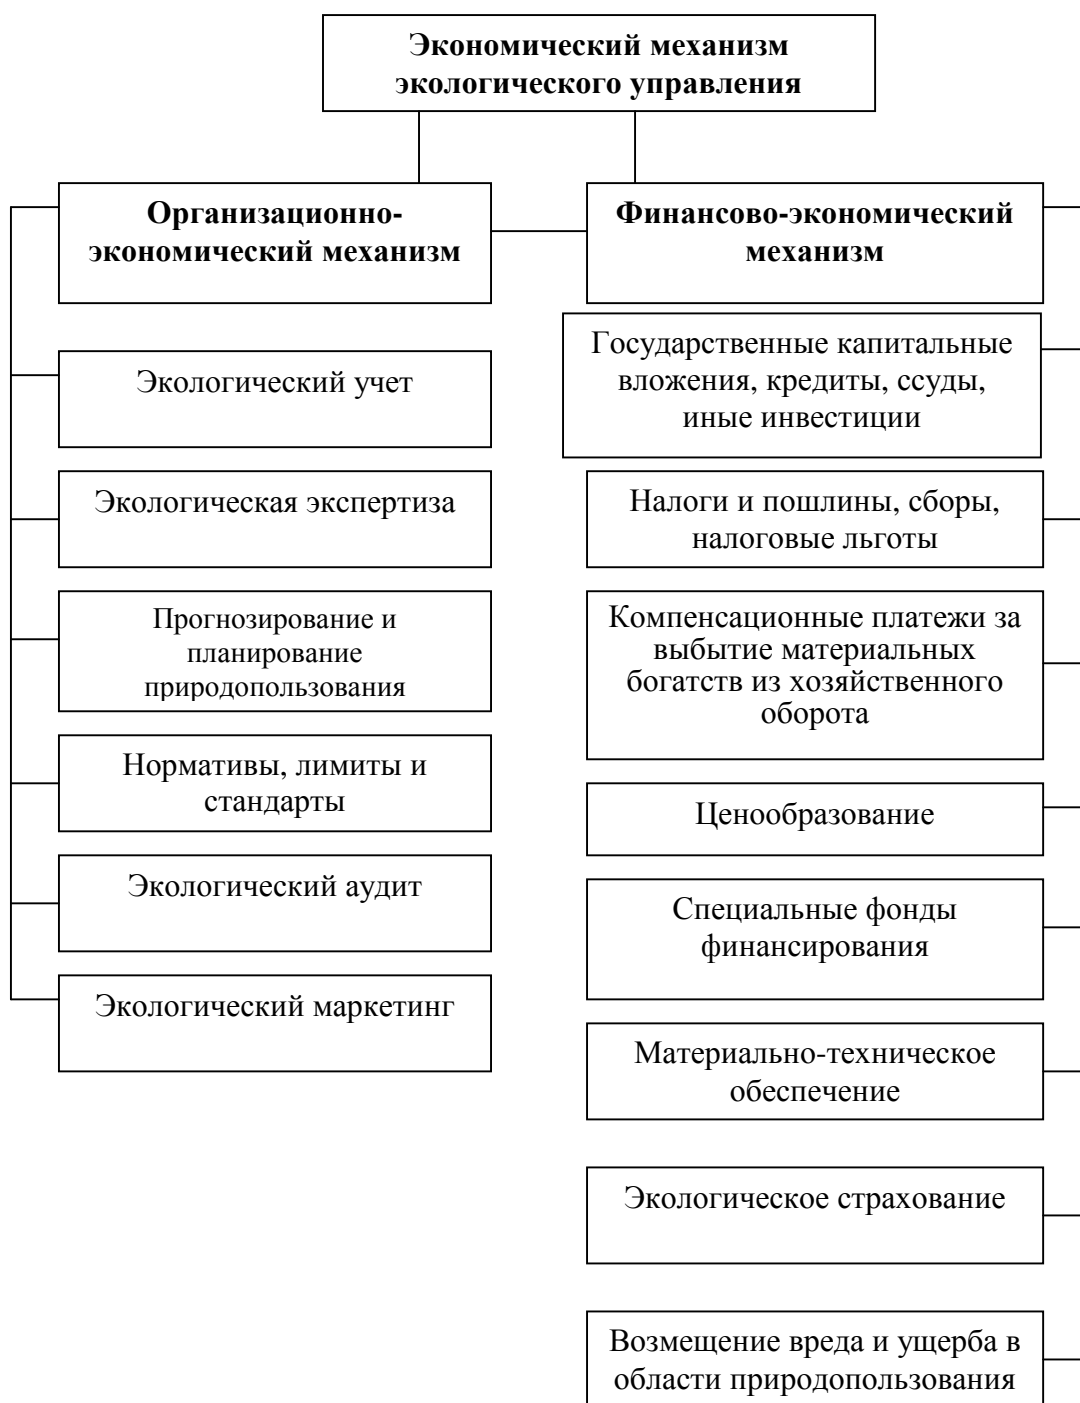 Экономический механизм
экологического управления
Организационно-
экономический механизм
Экологический учет
Экологическая экспертиза
Прогнозирование и
планирование
природопользования
Нормативы, лимиты и
стандарты
Экологический аудит
Экологический маркетинг
Финансово-экономический
механизм
Государственные капитальные
вложения, кредиты, ссуды,
иные инвестиции
Налоги и пошлины, сборы,
налоговые льготы
Компенсационные платежи за
выбытие материальных
богатств из хозяйственного
оборота
Ценообразование
Специальные фонды
финансирования
Материально-техническое
обеспечение
Экологическое страхование
Возмещение вреда и ущерба в
области природопользования